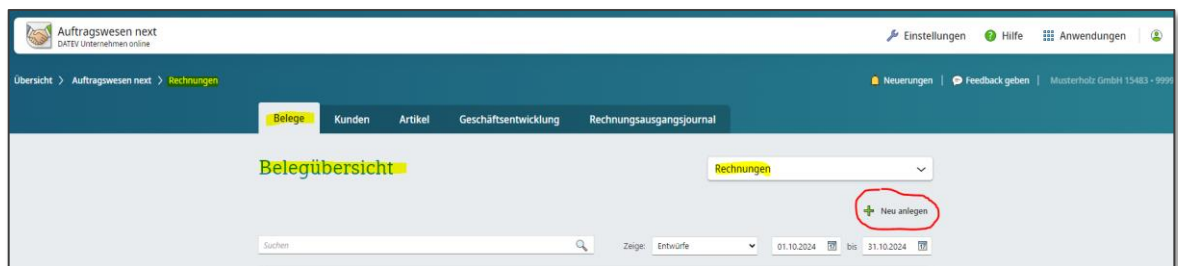 Auftragswesen next
DATEV Unternehmen online
Einstellungen Hilfe Anwendungen
Übersicht > Auftragswesen next > Rechnungen
Neuerungen | Feedback geben | Musterholz GmbH 15483 - 9999
Belege Kunden Artikel Geschäftsentwicklung Rechnungsausgangsjournal
Belegübersicht
Rechnungen
Neu anlegen
Suchen Zeige: Entwürfe 01.10.2024 bis 31.10.2024